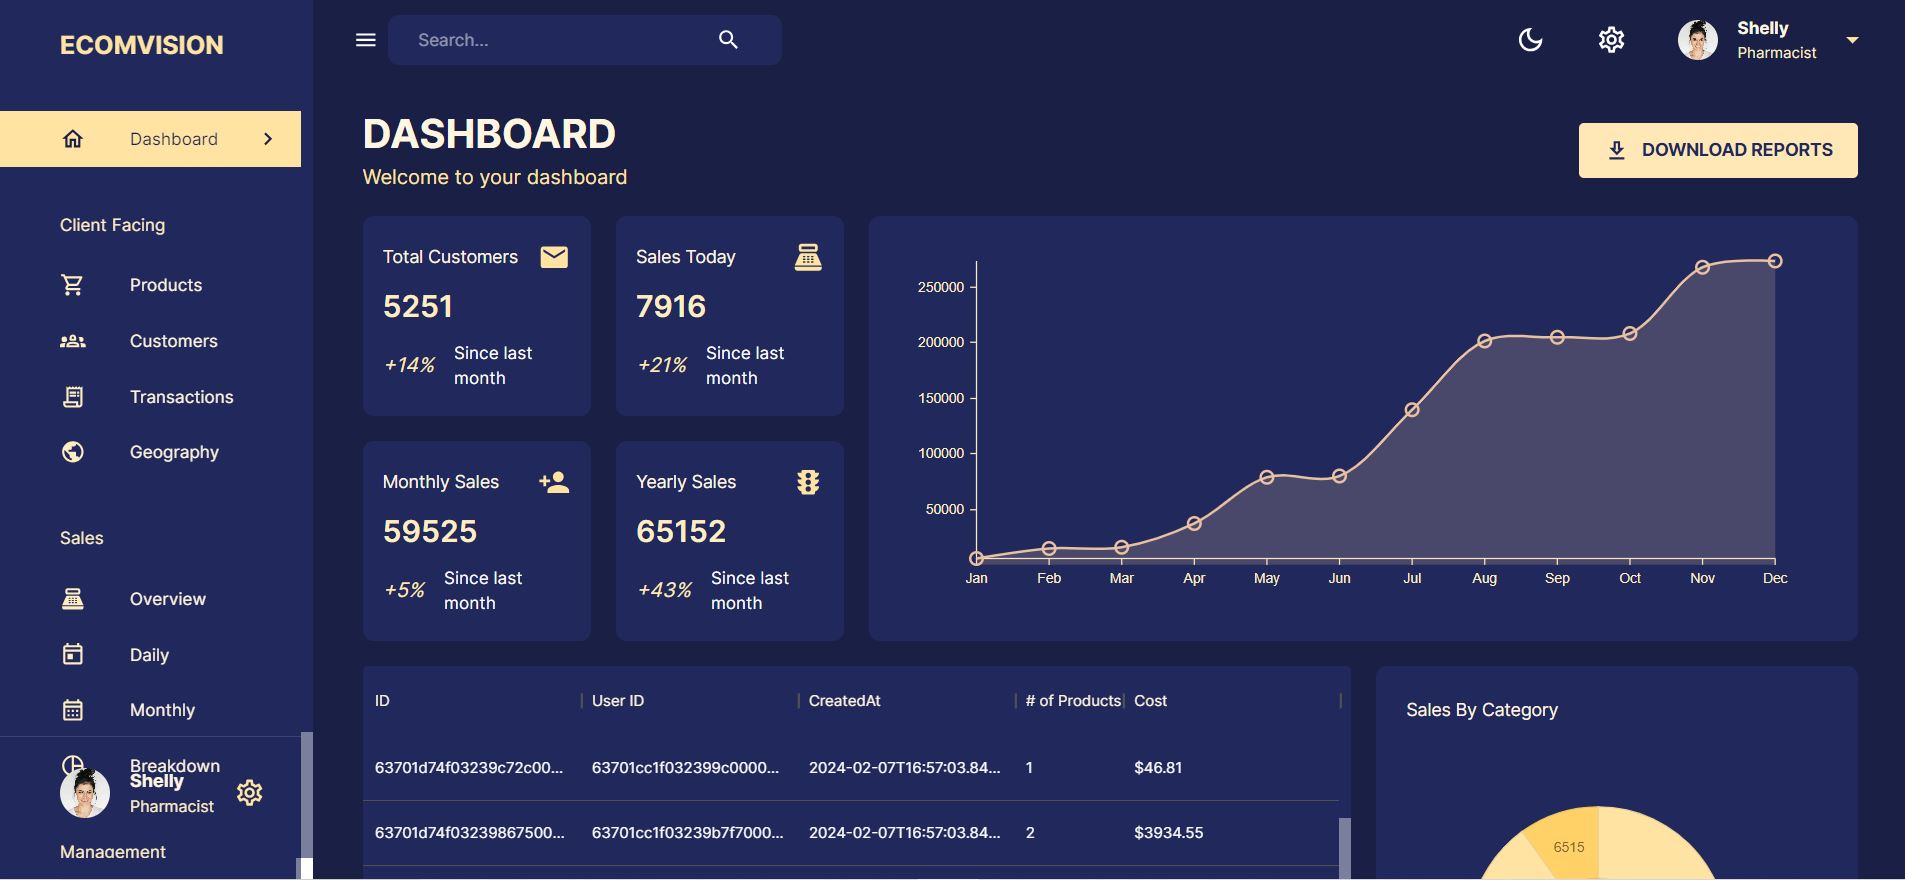 ECOMVISION
Search...
Shelly
Pharmacist
Dashboard
Client Facing
Products
Customers
Transactions
Geography
Sales
Overview
Daily
Monthly
Breakdown
Shelly
Pharmacist
Management
DASHBOARD
Welcome to your dashboard
DOWNLOAD REPORTS
Total Customers
5251
+14% Since last
month
Sales Today
7916
+21% Since last
month
Monthly Sales
59525
+5% Since last
month
Yearly Sales
65152
+43% Since last
month
250000
200000
150000
100000
50000
Jan Feb Mar Apr May Jun Jul Aug Sep Oct Nov Dec
ID User ID CreatedAt # of Products Cost
63701d74f03239c72c00... 63701cc1f032399c0000... 2024-02-07T16:57:03.84... 1 $46.81
63701d74f03239867500... 63701cc1f03239b7f7000... 2024-02-07T16:57:03.84... 2 $3934.55
Sales By Category
6515